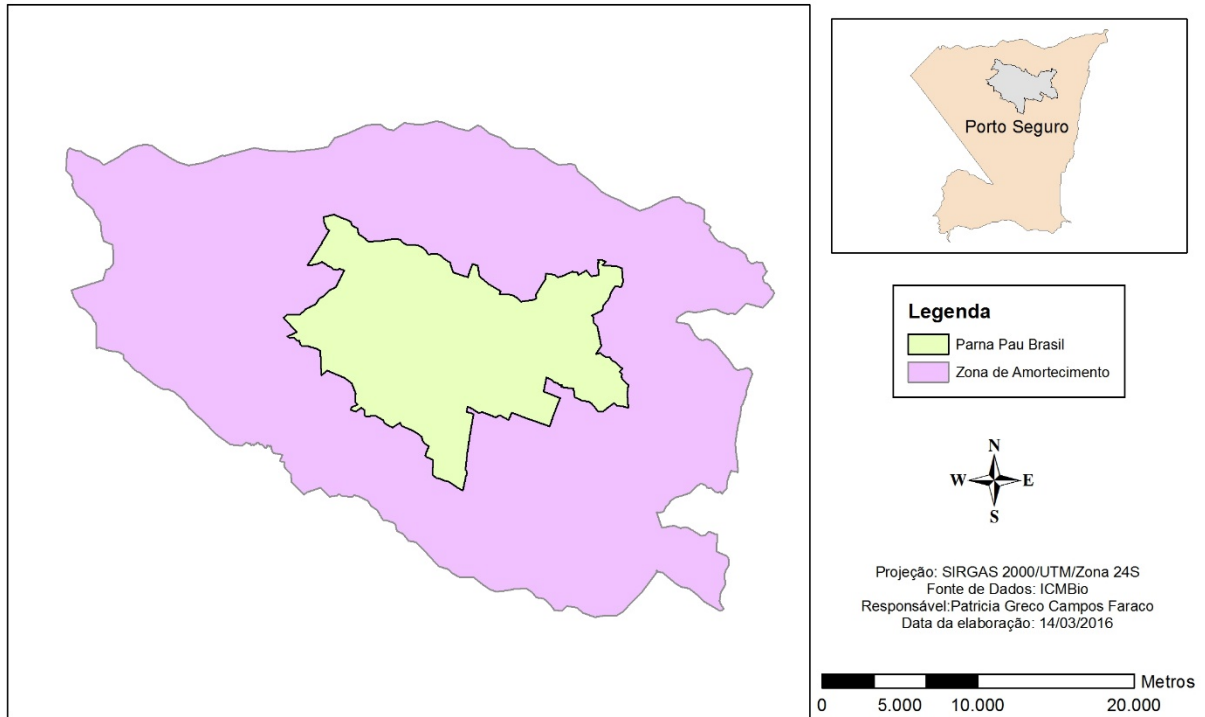 Porto Seguro
Legenda
Parna Pau Brasil
Zona de Amortecimento
N
W E
S
Projeção: SIRGAS 2000/UTM/Zona 24S
Fonte de Dados: ICMBio
Responsável:Patricia Greco Campos Faraco
Data da elaboração: 14/03/2016
Metros
0 5.000 10.000 20.000